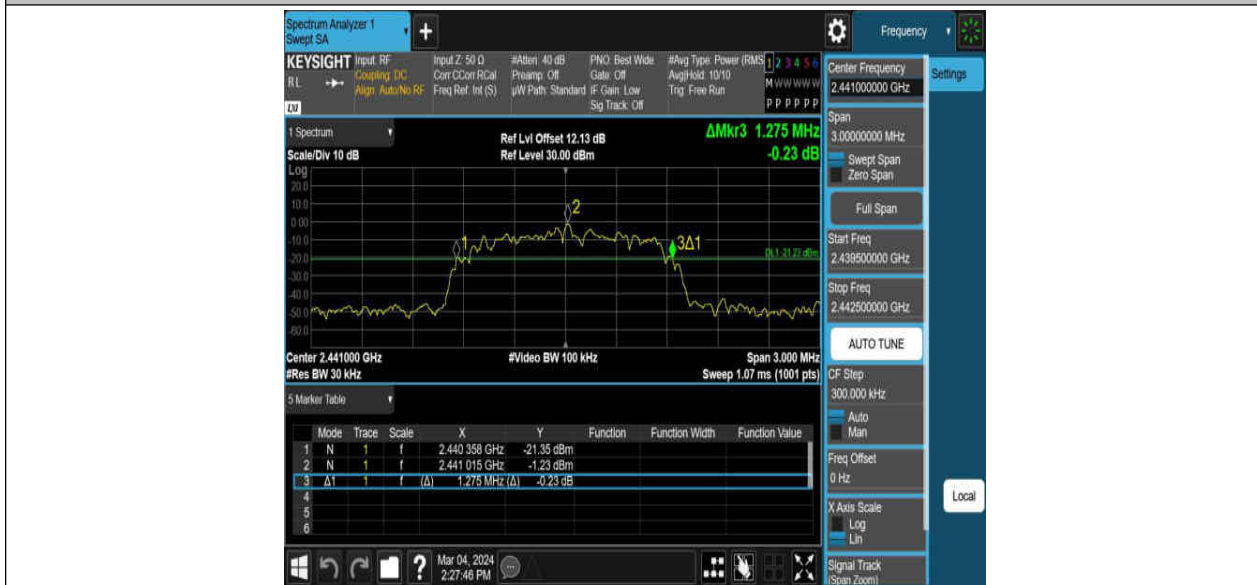 Spectrum Analyzer 1
Swept SA
+
Frequency
KEYSIGHT
RL
LXI
Input: RF
Coupling: DC
Align: Auto/No RF
Input Z: 50 Ω
Corr CCorr RCal
Freq Ref: Int (S)
#Atten: 40 dB
Preamp: Off
µW Path: Standard
PNO: Best Wide
Gate: Off
IF Gain: Low
Sig Track: Off
#Avg Type: Power (RMS
Avg|Hold: 10/10
Trig: Free Run
1 2 3 4 5 6
M W W W W W
P P P P P P
1 Spectrum
Scale/Div 10 dB
Ref Lvl Offset 12.13 dB
Ref Level 30.00 dBm
ΔMkr3 1.275 MHz
-0.23 dB
Log
20.0
10.0
0.00
-10.0
-20.0
-30.0
-40.0
-50.0
-60.0
1
2
3Δ1
DL1 -21.23 dBm
Center 2.441000 GHz
#Res BW 30 kHz
#Video BW 100 kHz
Span 3.000 MHz
Sweep 1.07 ms (1001 pts)
5 Marker Table
Mode Trace Scale X Y Function Function Width Function Value
1 N 1 f 2.440 358 GHz -21.35 dBm
2 N 1 f 2.441 015 GHz -1.23 dBm
3 Δ1 1 f (Δ) 1.275 MHz (Δ) -0.23 dB
4
5
6
?
Mar 04, 2024
2:27:46 PM
Center Frequency
2.441000000 GHz
Span
3.00000000 MHz
Swept Span
Zero Span
Full Span
Start Freq
2.439500000 GHz
Stop Freq
2.442500000 GHz
AUTO TUNE
CF Step
300.000 kHz
Auto
Man
Freq Offset
0 Hz
X Axis Scale
Log
Lin
Signal Track
(Span Zoom)
Settings
Local